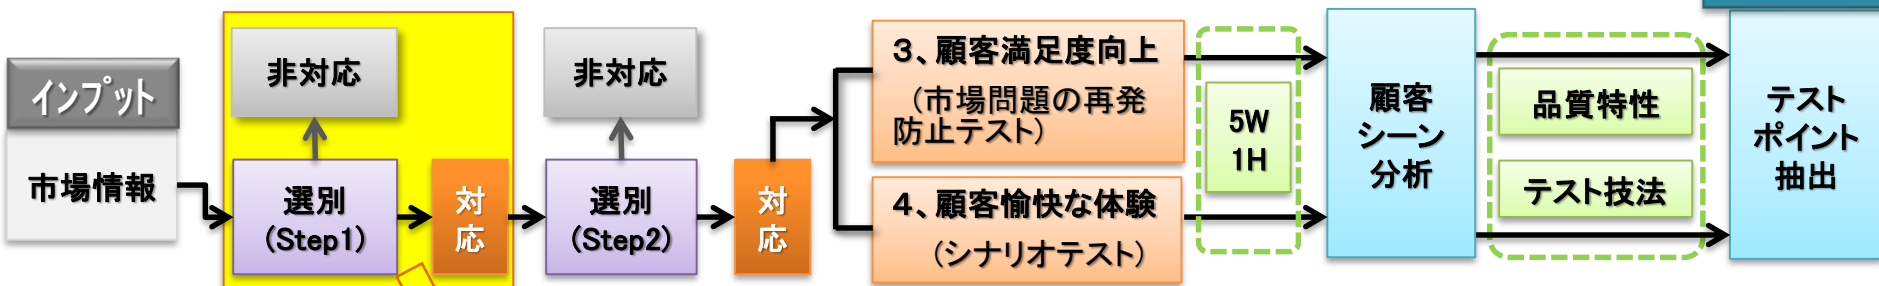 インプット
市場情報
非対応
選別
(Step1)
対
応
非対応
選別
(Step2)
対
応
３、顧客満足度向上
（市場問題の再発
防止テスト）
４、顧客愉快な体験
（シナリオテスト）
5W
1H
顧客
シーン
分析
品質特性
テスト技法
テスト
ポイント
抽出